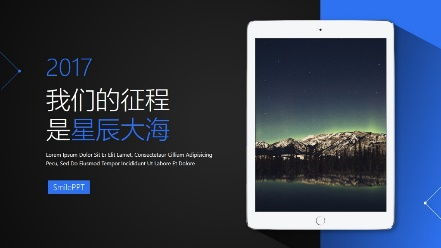 2017
我们的征程
是星辰大海
Lorem Ipsum Dolor Sit Er Elit Lamet, Consectetaur Cillium Adipisicing
Pecu, Sed Do Eiusmod Tempor Incididunt Ut Labore Et Dolore
SmilePPT